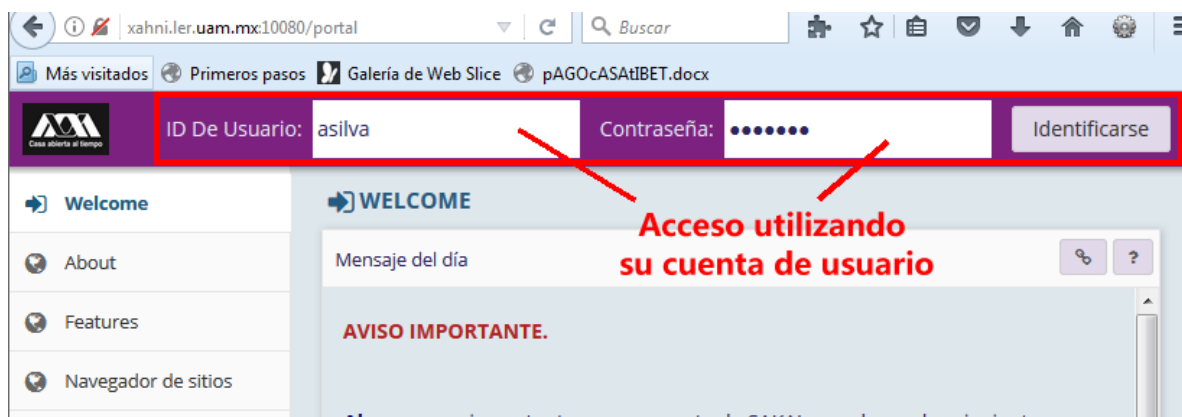 xahni.ler.uam.mx:10080/portal
Buscar
Más visitados Primeros pasos Galería de Web Slice pAGOcASAtIBET.docx
Casa abierta al tiempo
ID De Usuario: asilva Contraseña: ••••••• Identificarse
Welcome
About
Features
Navegador de sitios
WELCOME
Acceso utilizando
su cuenta de usuario
Mensaje del día
?
AVISO IMPORTANTE.